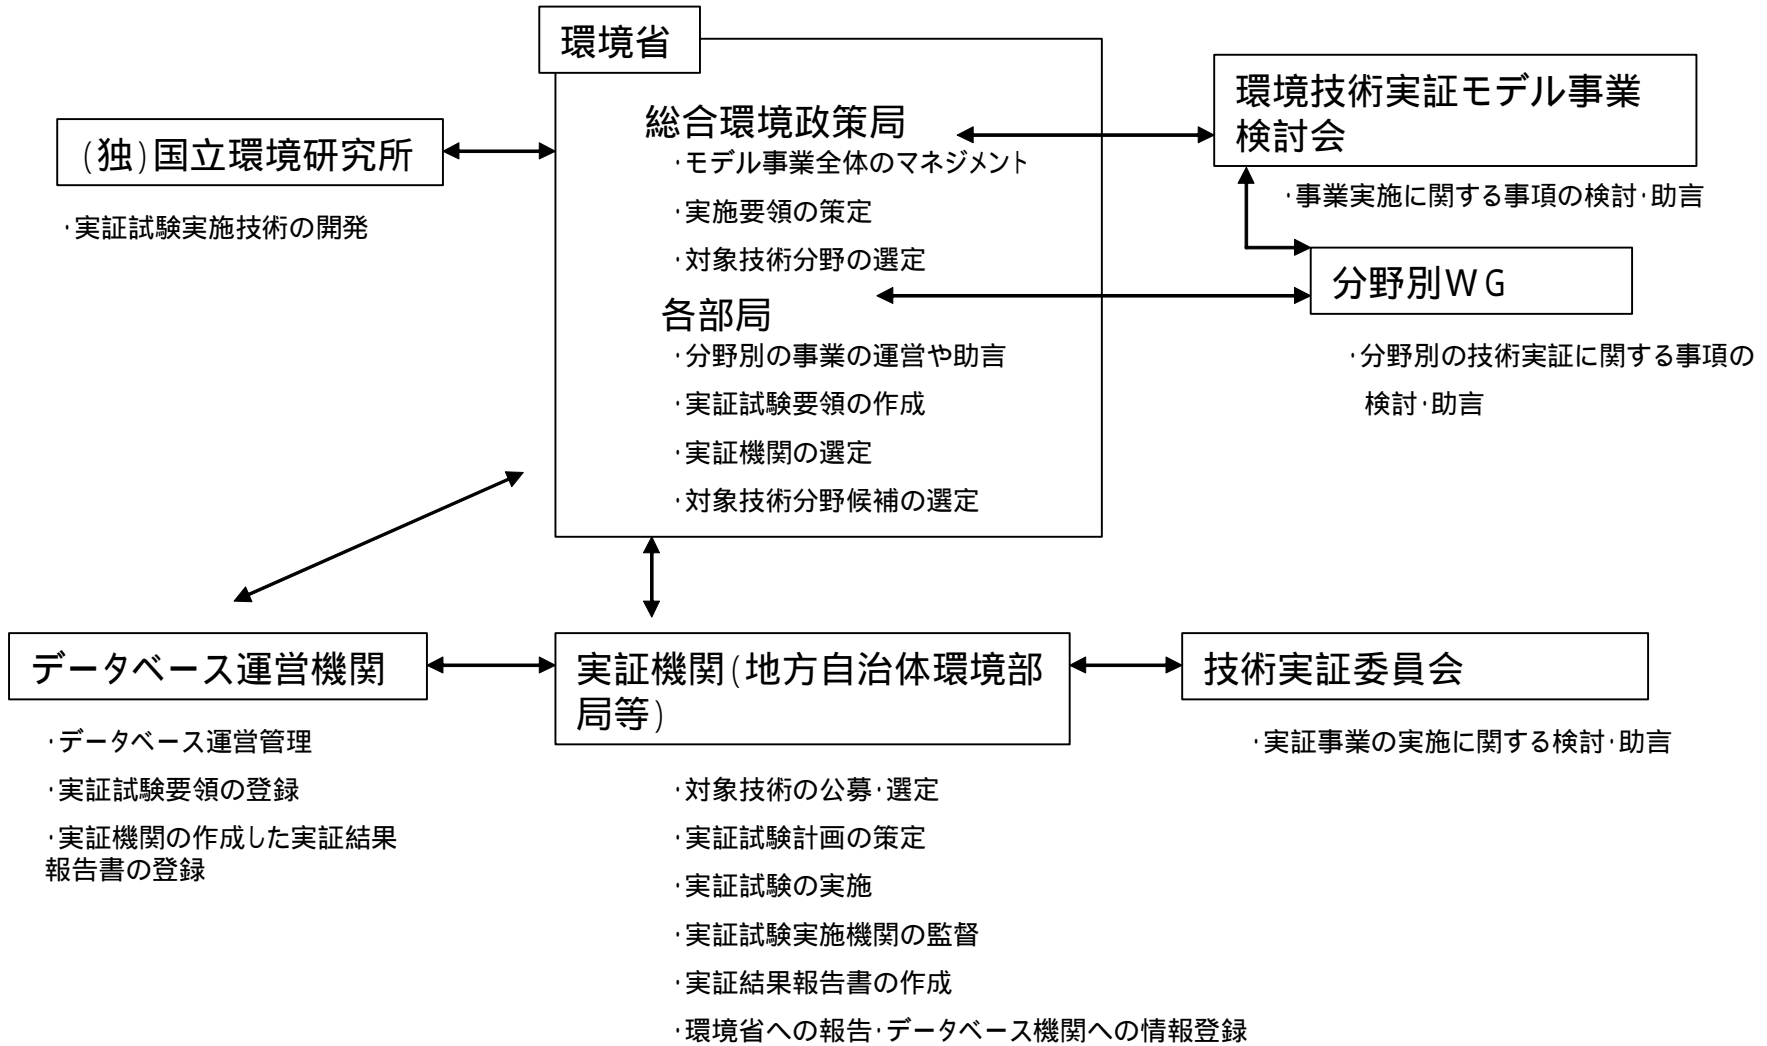 環境省
総合環境政策局
・モデル事業全体のマネジメント
・実施要領の策定
・対象技術分野の選定
各部局
・分野別の事業の運営や助言
・実証試験要領の作成
・実証機関の選定
・対象技術分野候補の選定
(独)国立環境研究所
・実証試験実施技術の開発
環境技術実証モデル事業
検討会
・事業実施に関する事項の検討・助言
分野別WG
・分野別の技術実証に関する事項の
検討・助言
データベース運営機関
・データベース運営管理
・実証試験要領の登録
・実証機関の作成した実証結果
報告書の登録
実証機関(地方自治体環境部
局等)
・対象技術の公募・選定
・実証試験計画の策定
・実証試験の実施
・実証試験実施機関の監督
・実証結果報告書の作成
・環境省への報告・データベース機関への情報登録
技術実証委員会
・実証事業の実施に関する検討・助言